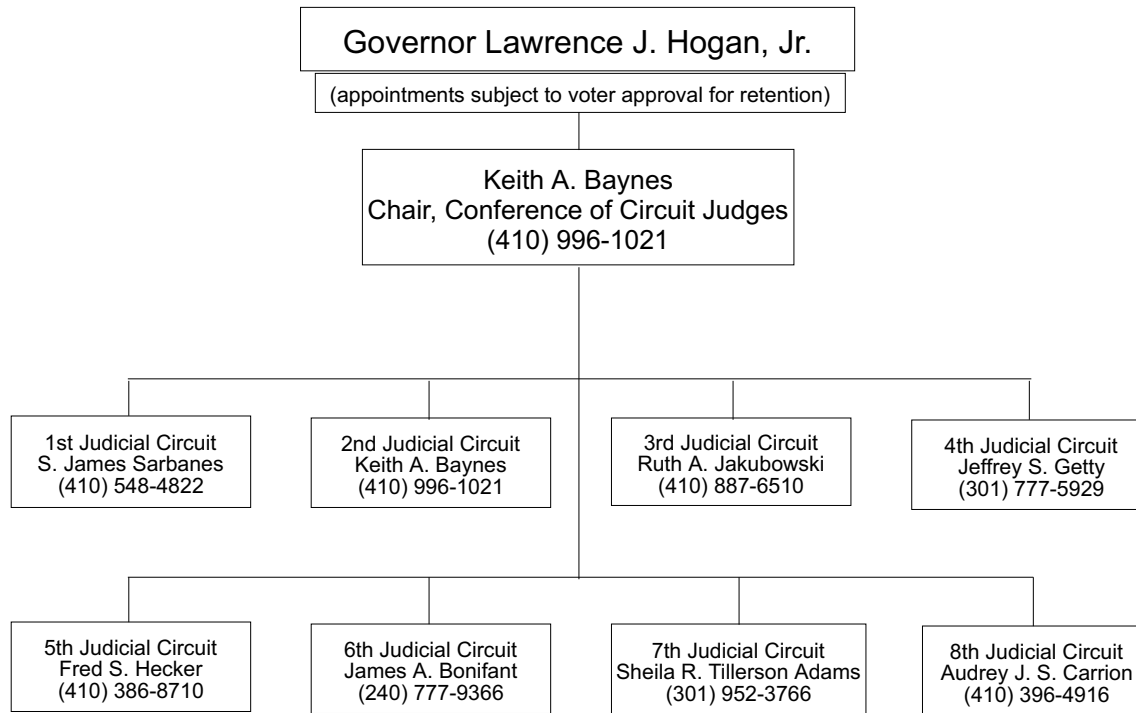 Governor Lawrence J. Hogan, Jr.
(appointments subject to voter approval for retention)
Keith A. Baynes
Chair, Conference of Circuit Judges
(410) 996-1021
1st Judicial Circuit
S. James Sarbanes
(410) 548-4822
2nd Judicial Circuit
Keith A. Baynes
(410) 996-1021
3rd Judicial Circuit
Ruth A. Jakubowski
(410) 887-6510
4th Judicial Circuit
Jeffrey S. Getty
(301) 777-5929
5th Judicial Circuit
Fred S. Hecker
(410) 386-8710
6th Judicial Circuit
James A. Bonifant
(240) 777-9366
7th Judicial Circuit
Sheila R. Tillerson Adams
(301) 952-3766
8th Judicial Circuit
Audrey J. S. Carrion
(410) 396-4916